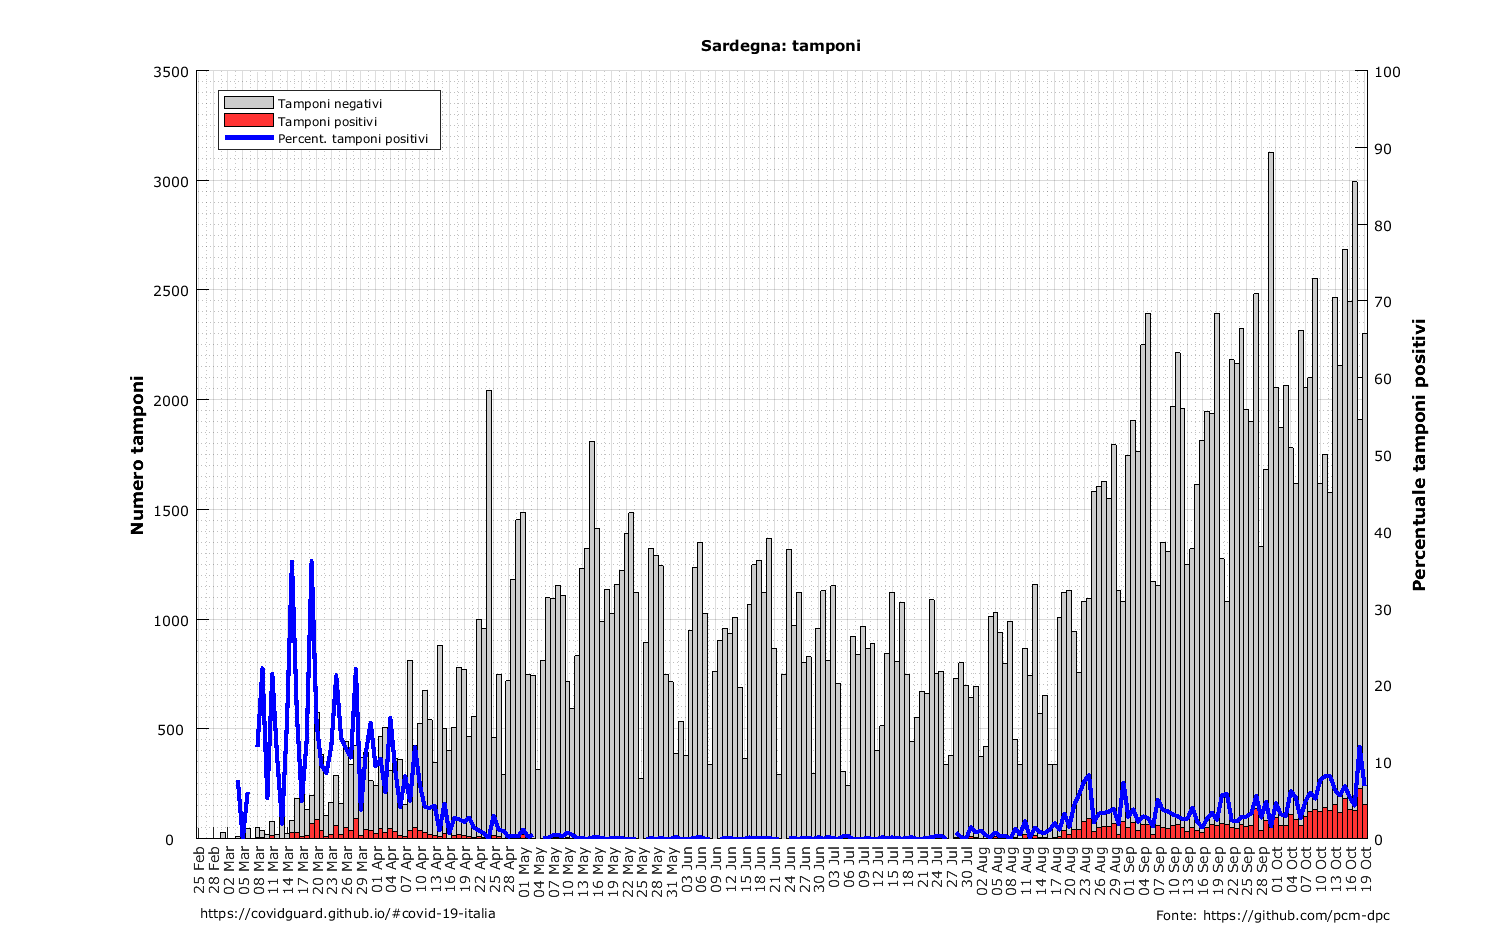 Sardegna: tamponi
3500
3000
2500
2000
1500
1000
500
0
Numero tamponi
Tamponi negativi
Tamponi positivi
Percent. tamponi positivi
100
90
80
70
60
50
40
30
20
10
0
Percentuale tamponi positivi
25 Feb
28 Feb
02 Mar
05 Mar
08 Mar
11 Mar
14 Mar
17 Mar
20 Mar
23 Mar
26 Mar
29 Mar
01 Apr
04 Apr
07 Apr
10 Apr
13 Apr
16 Apr
19 Apr
22 Apr
25 Apr
28 Apr
01 May
04 May
07 May
10 May
13 May
16 May
19 May
22 May
25 May
28 May
31 May
03 Jun
06 Jun
09 Jun
12 Jun
15 Jun
18 Jun
21 Jun
24 Jun
27 Jun
30 Jun
03 Jul
06 Jul
09 Jul
12 Jul
15 Jul
18 Jul
21 Jul
24 Jul
27 Jul
30 Jul
02 Aug
05 Aug
08 Aug
11 Aug
14 Aug
17 Aug
20 Aug
23 Aug
26 Aug
29 Aug
01 Sep
04 Sep
07 Sep
10 Sep
13 Sep
16 Sep
19 Sep
22 Sep
25 Sep
28 Sep
01 Oct
04 Oct
07 Oct
10 Oct
13 Oct
16 Oct
19 Oct
https://covidguard.github.io/#covid-19-italia
Fonte: https://github.com/pcm-dpc